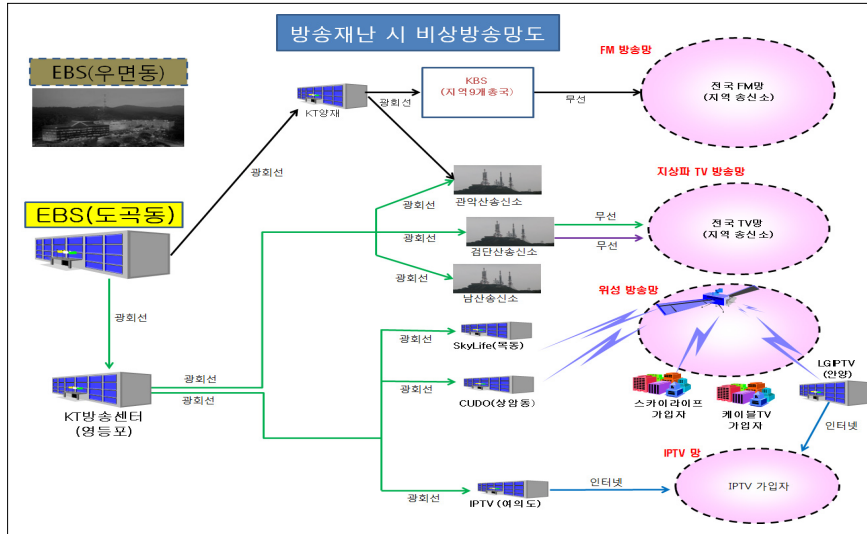 방송재난 시 비상방송망도
EBS(우면동)
FM 방송망
KT양재
광회선
KBS
(지역9개총국)
무선
전국 FM망
(지역 송신소)
광회선
EBS(도곡동)
지상파 TV 방송망
광회선
관악산송신소
광회선
검단산송신소
무선
무선
전국 TV망
(지역 송신소)
광회선
남산송신소
위성 방송망
광회선
광회선
SkyLife(목동)
광회선
광회선
KT방송센터
(영등포)
광회선
CUDO(상암동)
스카이라이프
가입자
케이블TV
가입자
LGIPTV
(안양)
인터넷
IPTV 망
광회선
IPTV (여의도)
인터넷
IPTV 가입자